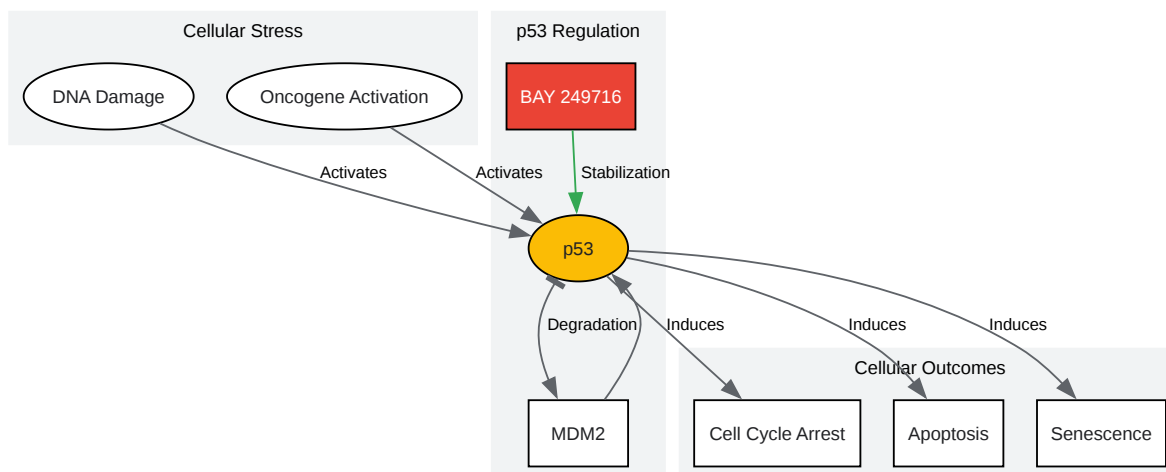 Cellular Stress
p53 Regulation
DNA Damage
Oncogene Activation
BAY 249716
Activates
Activates
Stabilization
p53
Degradation
Induces
Induces
Induces
Cellular Outcomes
MDM2
Cell Cycle Arrest
Apoptosis
Senescence